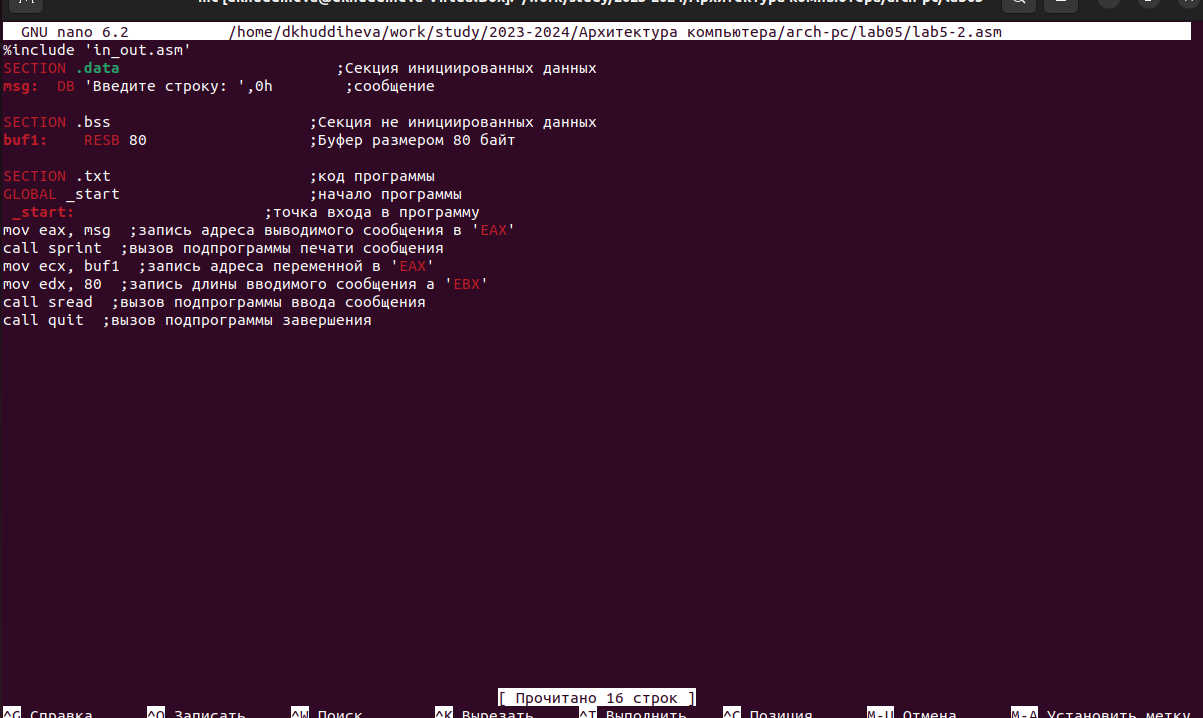 GNU nano 6.2 /home/dkhuddiheva/work/study/2023-2024/Архитектура компьютера/arch-pc/lab05/lab5-2.asm
%include 'in_out.asm'
SECTION .data ;Секция инициированных данных
msg: DB 'Введите строку: ',0h ;сообщение
SECTION .bss ;Секция не инициированных данных
buf1: RESB 80 ;Буфер размером 80 байт
SECTION .txt ;код программы
GLOBAL _start ;начало программы
_start: ;точка входа в программу
mov eax, msg ;запись адреса выводимого сообщения в 'EAX'
call sprint ;вызов подпрограммы печати сообщения
mov ecx, buf1 ;запись адреса переменной в 'EAX'
mov edx, 80 ;запись длины вводимого сообщения а 'EBX'
call sread ;вызов подпрограммы ввода сообщения
call quit ;вызов подпрограммы завершения
[ Прочитано 16 строк ]
^G Справка ^O Записать ^W Поиск ^K Вырезать ^T Выполнить ^C Позиция M-U Отмена M-A Установить метку